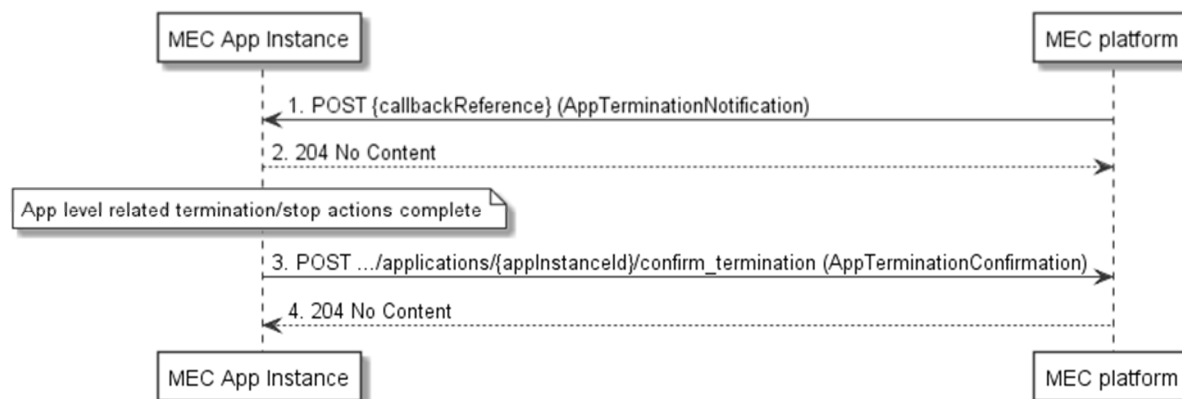 MEC App Instance
MEC platform
1. POST {callbackReference} (AppTerminationNotification)
2. 204 No Content
App level related termination/stop actions complete
3. POST .../applications/{appInstanceId}/confirm_termination (AppTerminationConfirmation)
4. 204 No Content
MEC App Instance
MEC platform